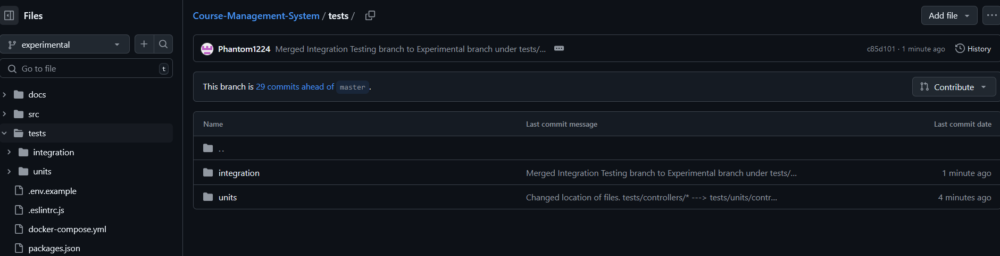 Files
experimental
Go to file
t
docs
src
tests
integration
units
.env.example
.eslintrc.js
docker-compose.yml
packages.json
Course-Management-System / tests /
Add file
Phantom1224 Merged Integration Testing branch to Experimental branch under tests/...
c85d101 · 1 minute ago
History
This branch is 29 commits ahead of master.
Contribute
Name Last commit message Last commit date
..
integration Merged Integration Testing branch to Experimental branch under tests/... 1 minute ago
units Changed location of files. tests/controllers/* ---> tests/units/contr... 4 minutes ago